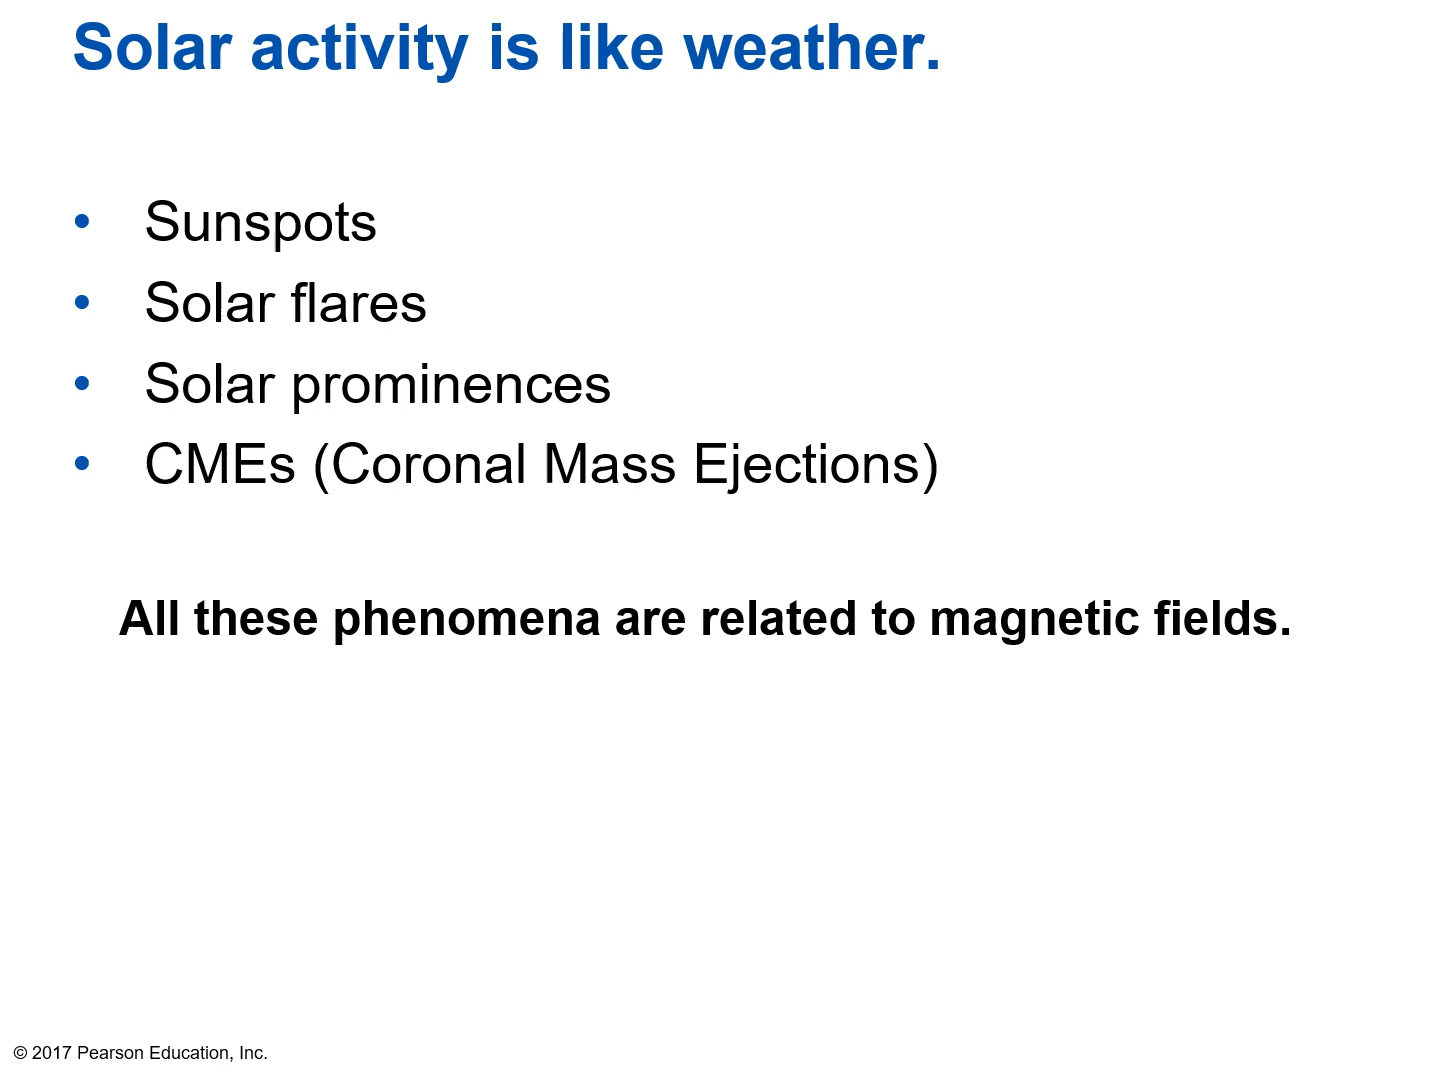 Solar activity is like weather.
• Sunspots
• Solar flares
• Solar prominences
• CMEs (Coronal Mass Ejections)
All these phenomena are related to magnetic fields.
© 2017 Pearson Education, Inc.